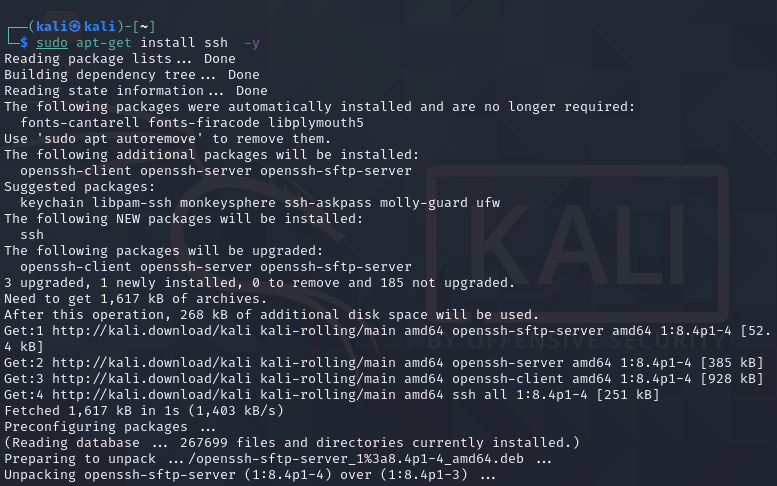 ┌──(kali㉿kali)-[~]
└─$ sudo apt-get install ssh  -y
Reading package lists... Done
Building dependency tree... Done
Reading state information... Done
The following packages were automatically installed and are no longer required:
  fonts-cantarell fonts-firacode libplymouth5
Use 'sudo apt autoremove' to remove them.
The following additional packages will be installed:
  openssh-client openssh-server openssh-sftp-server
Suggested packages:
  keychain libpam-ssh monkeysphere ssh-askpass molly-guard ufw
The following NEW packages will be installed:
  ssh
The following packages will be upgraded:
  openssh-client openssh-server openssh-sftp-server
3 upgraded, 1 newly installed, 0 to remove and 185 not upgraded.
Need to get 1,617 kB of archives.
After this operation, 268 kB of additional disk space will be used.
Get:1 http://kali.download/kali kali-rolling/main amd64 openssh-sftp-server amd64 1:8.4p1-4 [52.
4 kB]
Get:2 http://kali.download/kali kali-rolling/main amd64 openssh-server amd64 1:8.4p1-4 [385 kB]
Get:3 http://kali.download/kali kali-rolling/main amd64 openssh-client amd64 1:8.4p1-4 [928 kB]
Get:4 http://kali.download/kali kali-rolling/main amd64 ssh all 1:8.4p1-4 [251 kB]
Fetched 1,617 kB in 1s (1,403 kB/s)
Preconfiguring packages ...
(Reading database ... 267699 files and directories currently installed.)
Preparing to unpack .../openssh-sftp-server_1%3a8.4p1-4_amd64.deb ...
Unpacking openssh-sftp-server (1:8.4p1-4) over (1:8.4p1-3) ...
KALI
BY OFFENSIVE SECURITY